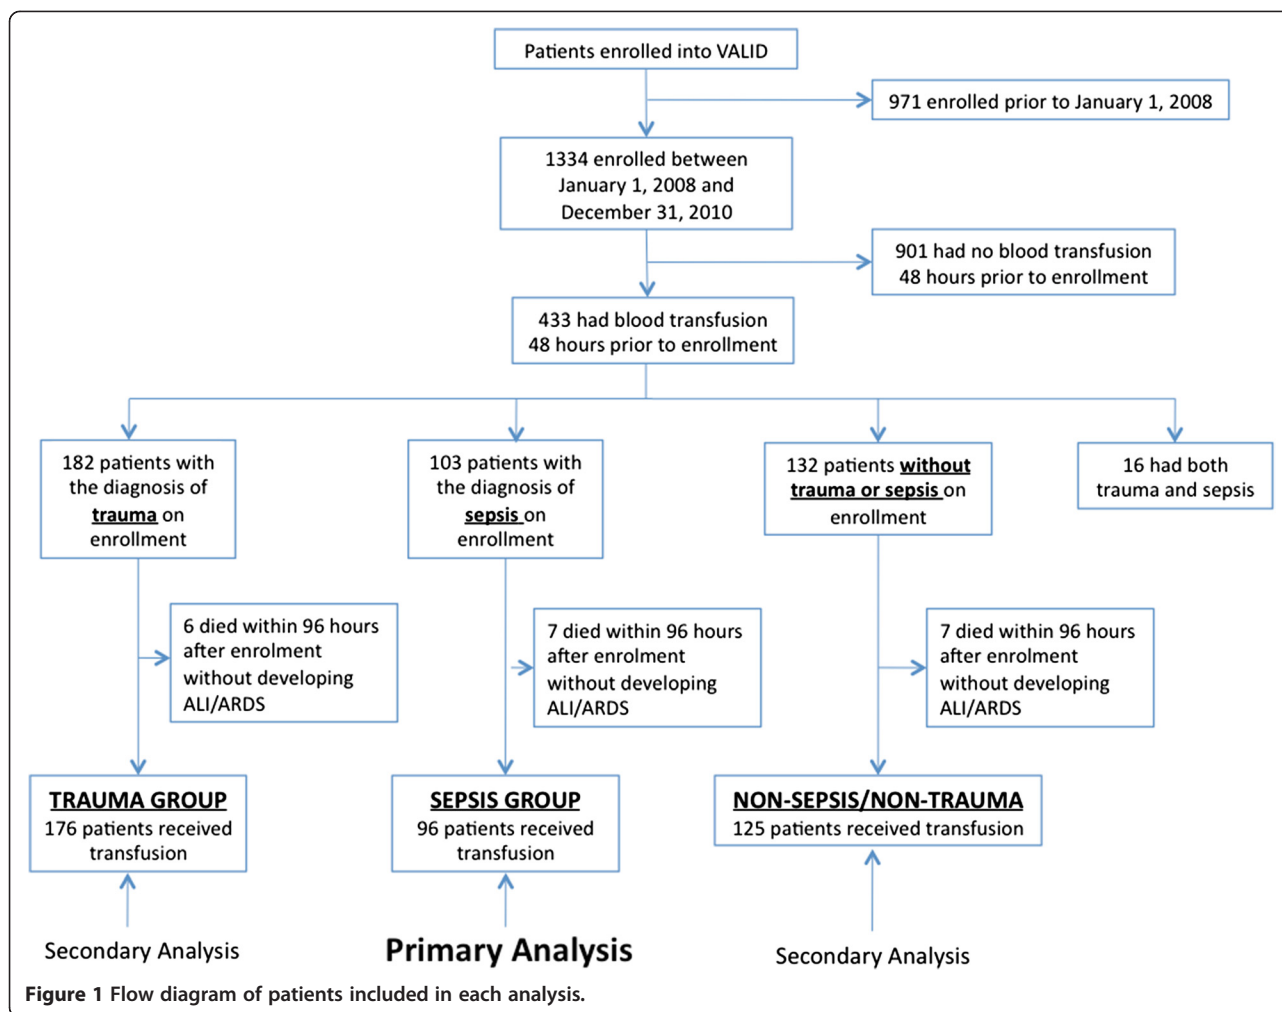 Patients enrolled into VALID
971 enrolled prior to January 1, 2008
1334 enrolled between
January 1, 2008 and
December 31, 2010
901 had no blood transfusion
48 hours prior to enrollment
433 had blood transfusion
48 hours prior to enrollment
182 patients with
the diagnosis of
trauma on
enrollment
103 patients with
the diagnosis of
sepsis on
enrollment
132 patients without
trauma or sepsis on
enrollment
16 had both
trauma and sepsis
6 died within 96 hours
after enrolment
without developing
ALI/ARDS
7 died within 96 hours
after enrolment
without developing
ALI/ARDS
7 died within 96 hours
after enrolment
without developing
ALI/ARDS
TRAUMA GROUP
176 patients received
transfusion
SEPSIS GROUP
96 patients received
transfusion
NON-SEPSIS/NON-TRAUMA
125 patients received transfusion
Secondary Analysis
Primary Analysis
Secondary Analysis
Figure 1 Flow diagram of patients included in each analysis.